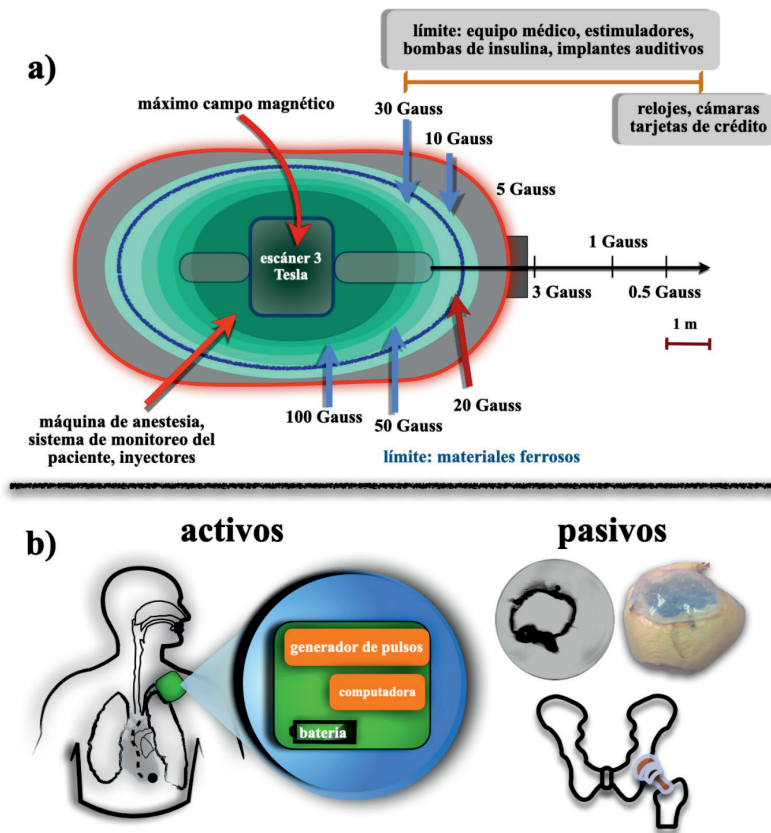 límite: equipo médico, estimuladores,
bombas de insulina, implantes auditivos
a)
máximo campo magnético
30 Gauss
relojes, cámaras
tarjetas de crédito
10 Gauss
5 Gauss
escáner 3
Tesla
1 Gauss
3 Gauss
0.5 Gauss
1 m
máquina de anestesia,
sistema de monitoreo del
paciente, inyectores
100 Gauss
50 Gauss
20 Gauss
límite: materiales ferrosos
b)
activos
pasivos
generador de pulsos
computadora
batería